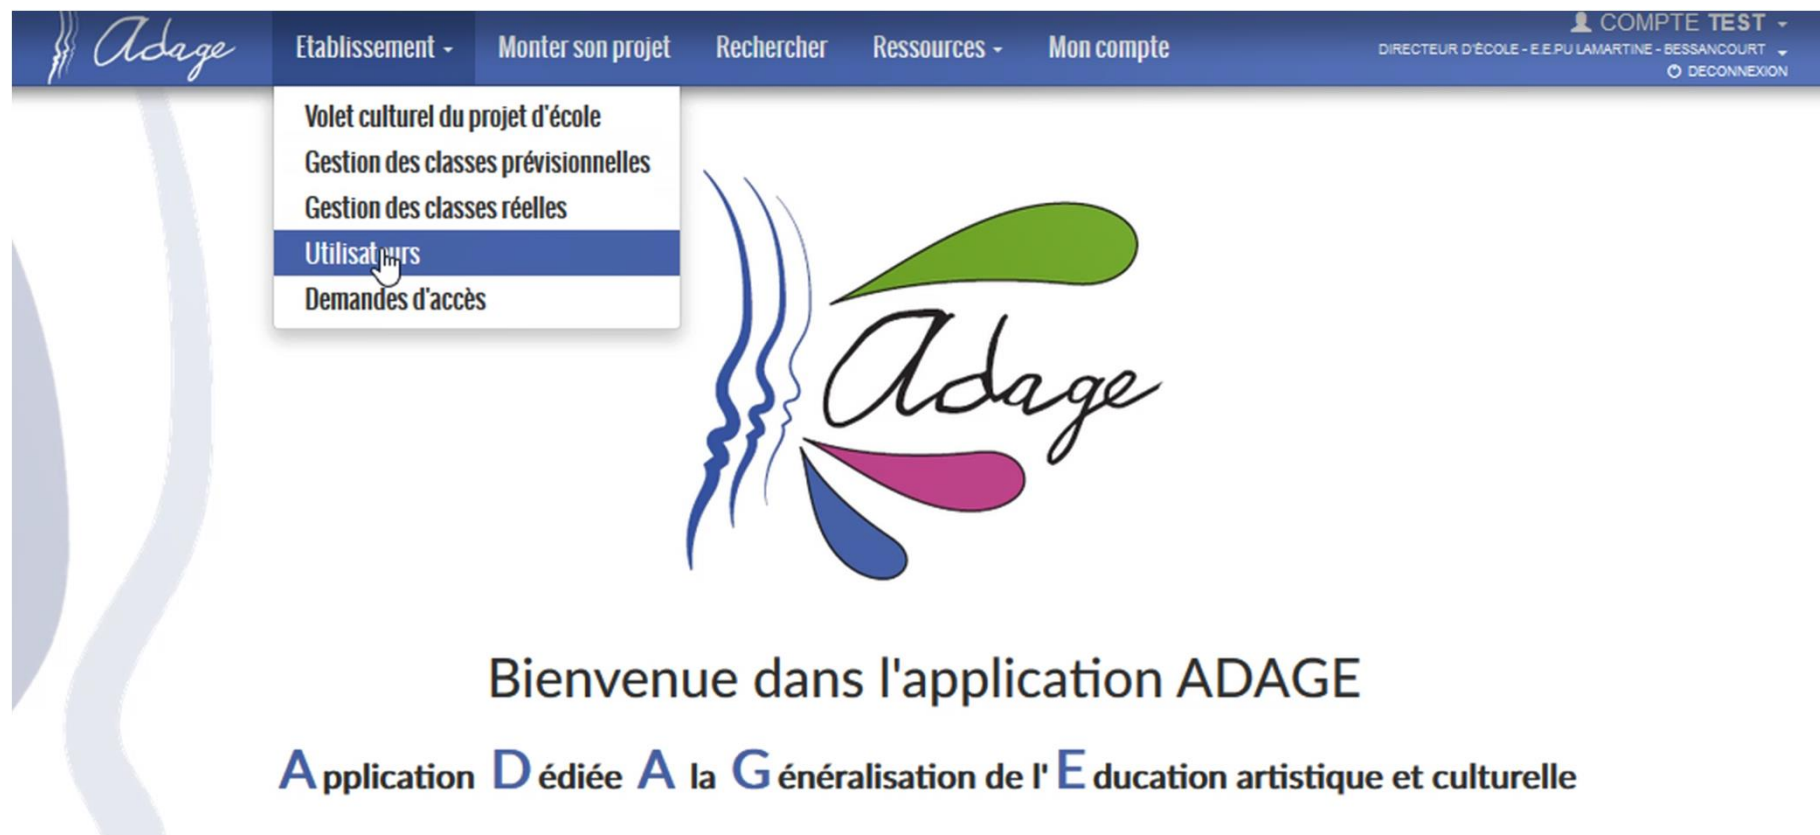 Adage
Etablissement
Monter son projet
Rechercher
Ressources
Mon compte
COMPTE TEST
DIRECTEUR D'ÉCOLE - E.E.PU LAMARTINE - BESSANCOURT
DECONNEXION
Volet culturel du projet d'école
Gestion des classes prévisionnelles
Gestion des classes réelles
Utilisateurs
Demandes d'accès
Adage
Bienvenue dans l'application ADAGE
Application Dédiée A la Généralisation de l'Education artistique et culturelle